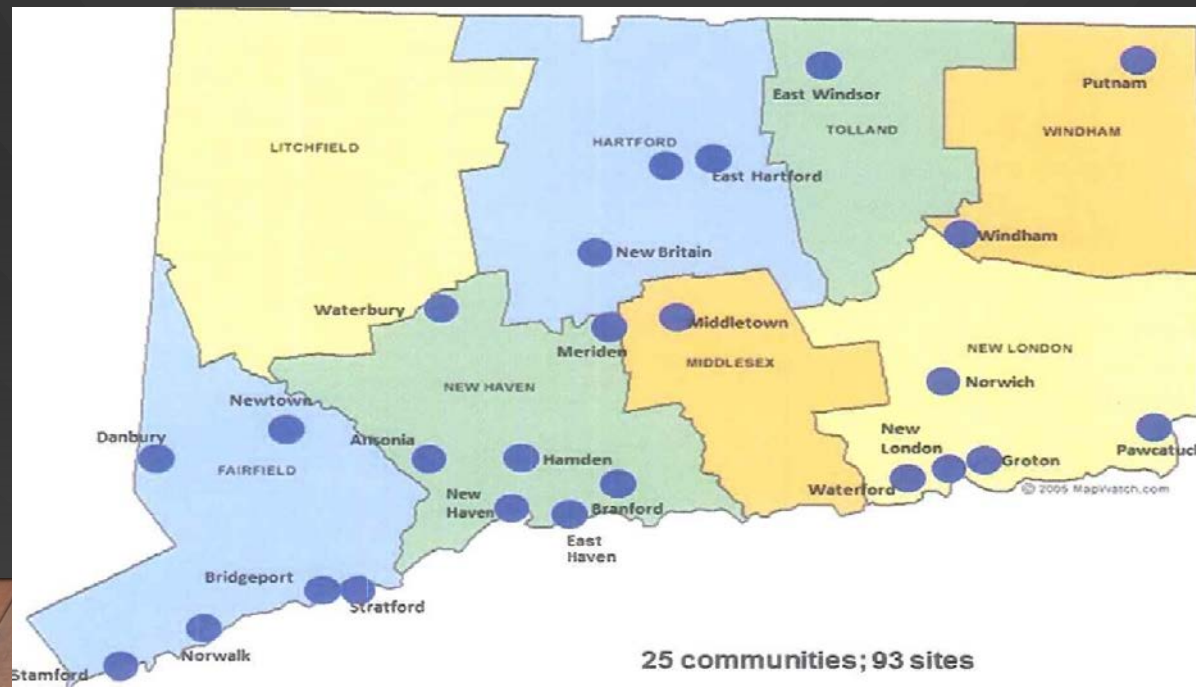 Putnam
East Windsor
TOLLAND
WINDHAM
HARTFORD
LITCHFIELD
East Hartford
Windham
New Britain
Waterbury
Middletown
Meriden
MIDDLESEX
NEW LONDON
NEW HAVEN
Norwich
Newtown
Danbury
Ansonia
Hamden
New
London
Groton
Pawcatuck
FAIRFIELD
Waterford
© 2005 MapWatch.com
New
Haven
Branford
East
Haven
Bridgeport
Stratford
Norwalk
Stamford
25 communities; 93 sites